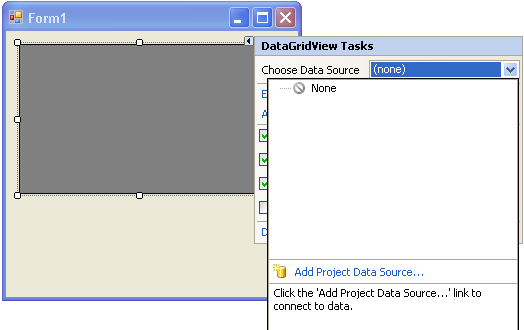 Form1
DataGridView Tasks
Choose Data Source (none)
None
E
A
D
Add Project Data Source...
Click the 'Add Project Data Source...' link to
connect to data.